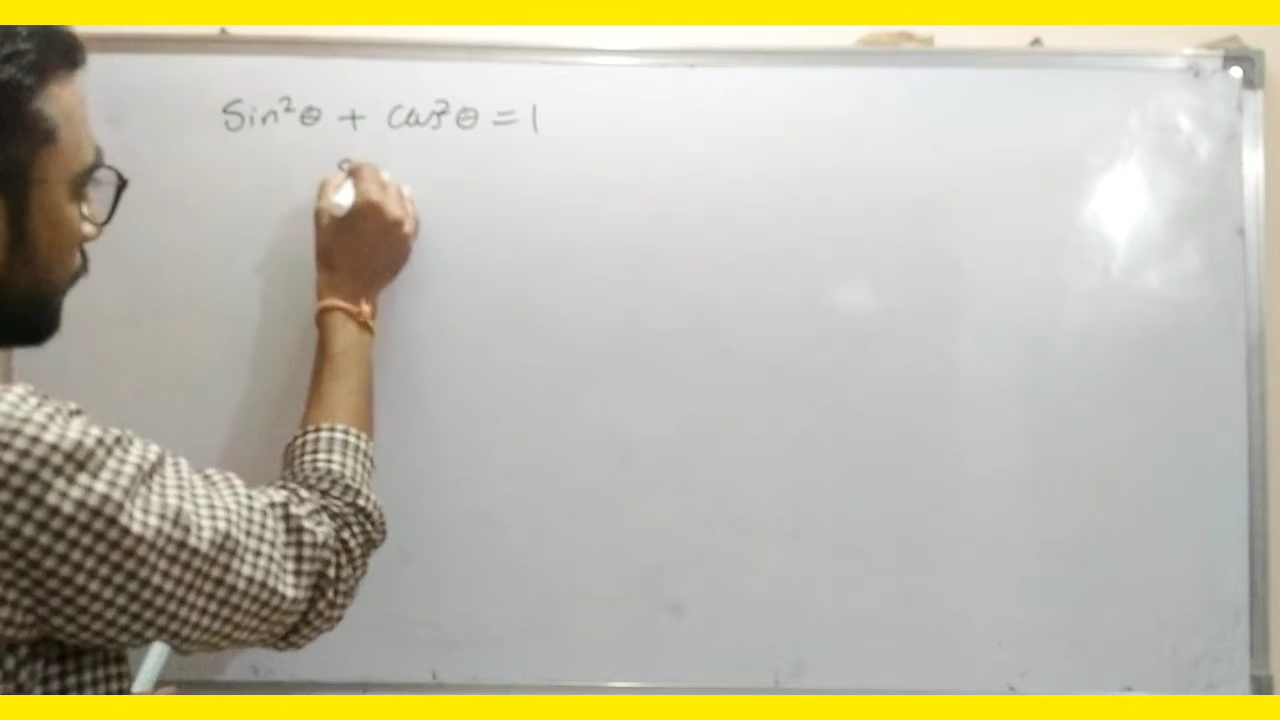 Sin²θ + cos²θ = 1